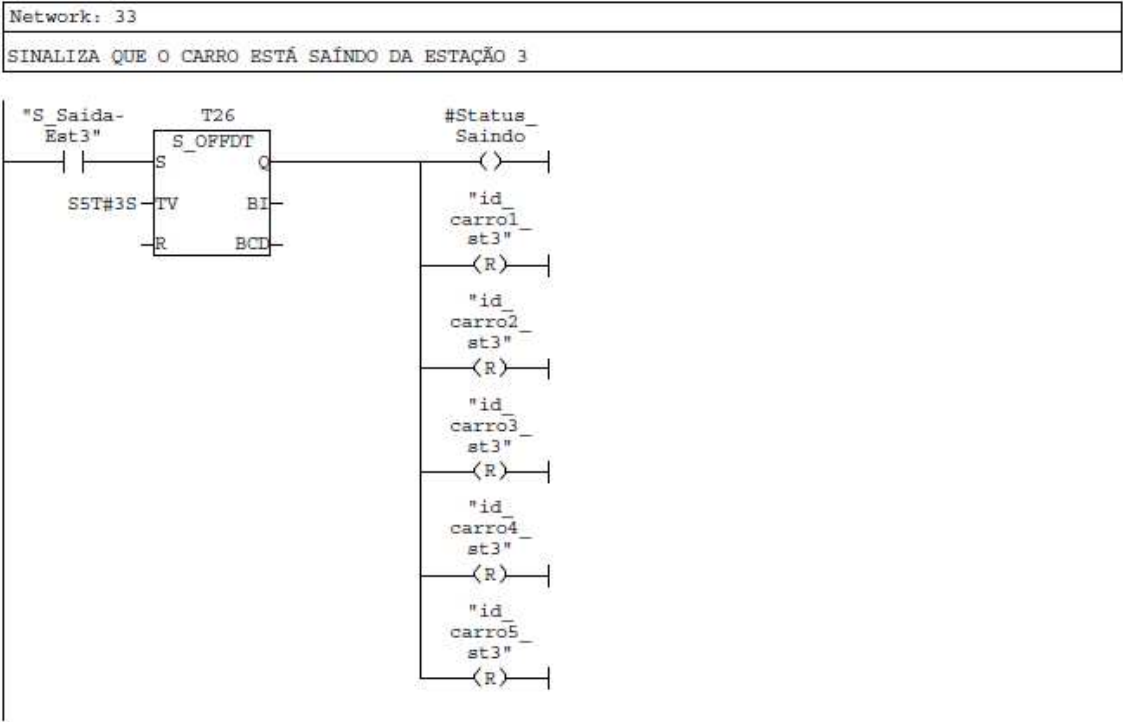 Network: 33
SINALIZA QUE O CARRO ESTÁ SAÍNDO DA ESTAÇÃO 3
"S_Saida-
Est3"
T26
S_OFFDT
S
Q
S5T#3S
TV
BI
R
BCD
#Status_
Saindo
"id_
carro1_
st3"
(R)
"id_
carro2_
st3"
(R)
"id_
carro3_
st3"
(R)
"id_
carro4_
st3"
(R)
"id_
carro5_
st3"
(R)